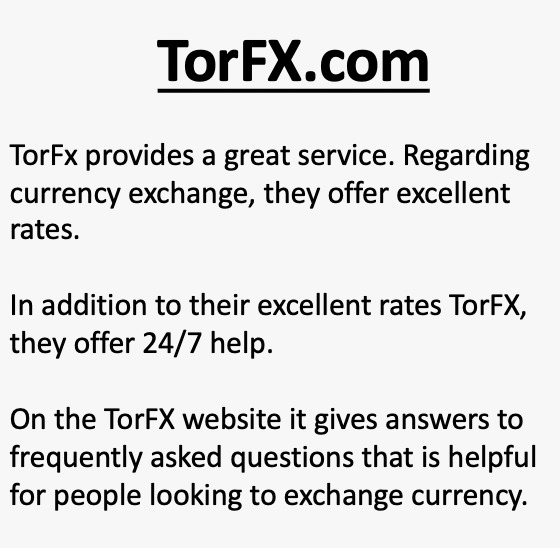 TorFX.com
TorFx provides a great service. Regarding
currency exchange, they offer excellent
rates.
In addition to their excellent rates TorFX,
they offer 24/7 help.
On the TorFX website it gives answers to
frequently asked questions that is helpful
for people looking to exchange currency.